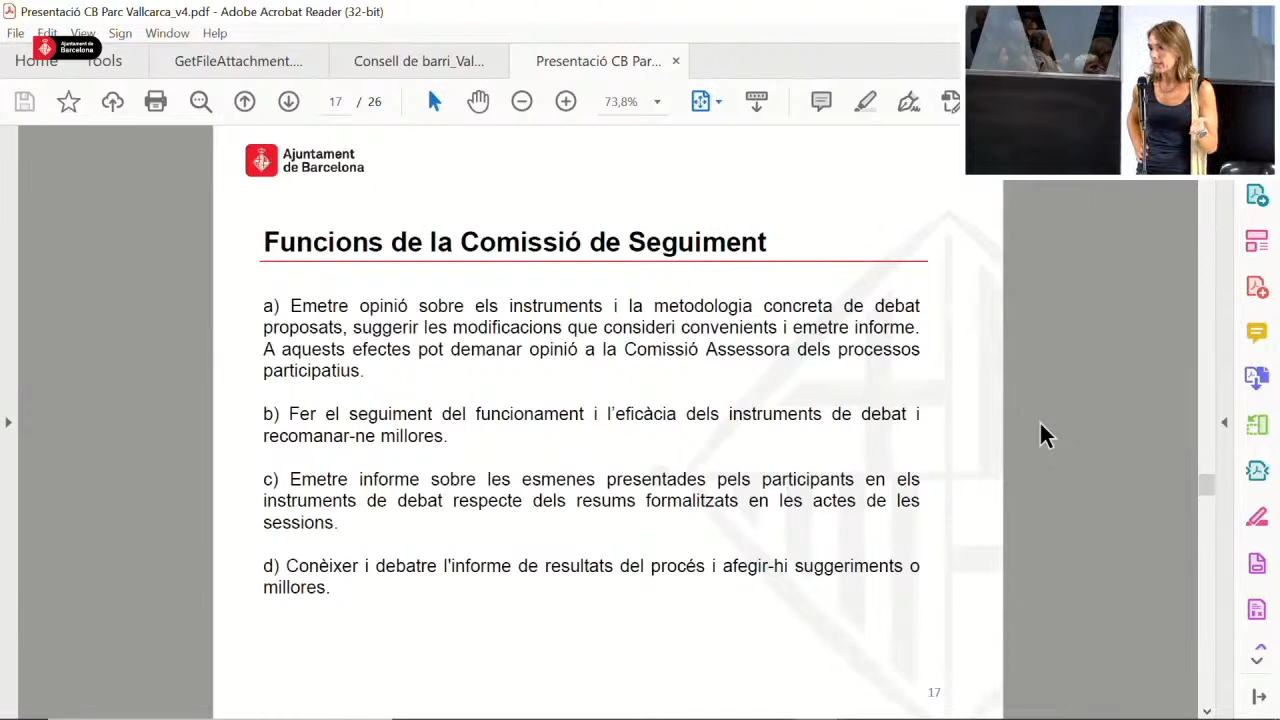 Presentació CB Parc Vallcarca_v4.pdf - Adobe Acrobat Reader (32-bit)
File Edit View Sign Window Help
Ajuntament de
Barcelona
Home Tools GetFileAttachment.... Consell de barri_Val... Presentació CB Par... ×
17 / 26 73,8%
Ajuntament
de Barcelona
Funcions de la Comissió de Seguiment
a) Emetre opinió sobre els instruments i la metodologia concreta de debat
proposats, suggerir les modificacions que consideri convenients i emetre informe.
A aquests efectes pot demanar opinió a la Comissió Assessora dels processos
participatius.
b) Fer el seguiment del funcionament i l’eficàcia dels instruments de debat i
recomanar-ne millores.
c) Emetre informe sobre les esmenes presentades pels participants en els
instruments de debat respecte dels resums formalitzats en les actes de les
sessions.
d) Conèixer i debatre l'informe de resultats del procés i afegir-hi suggeriments o
millores.
17